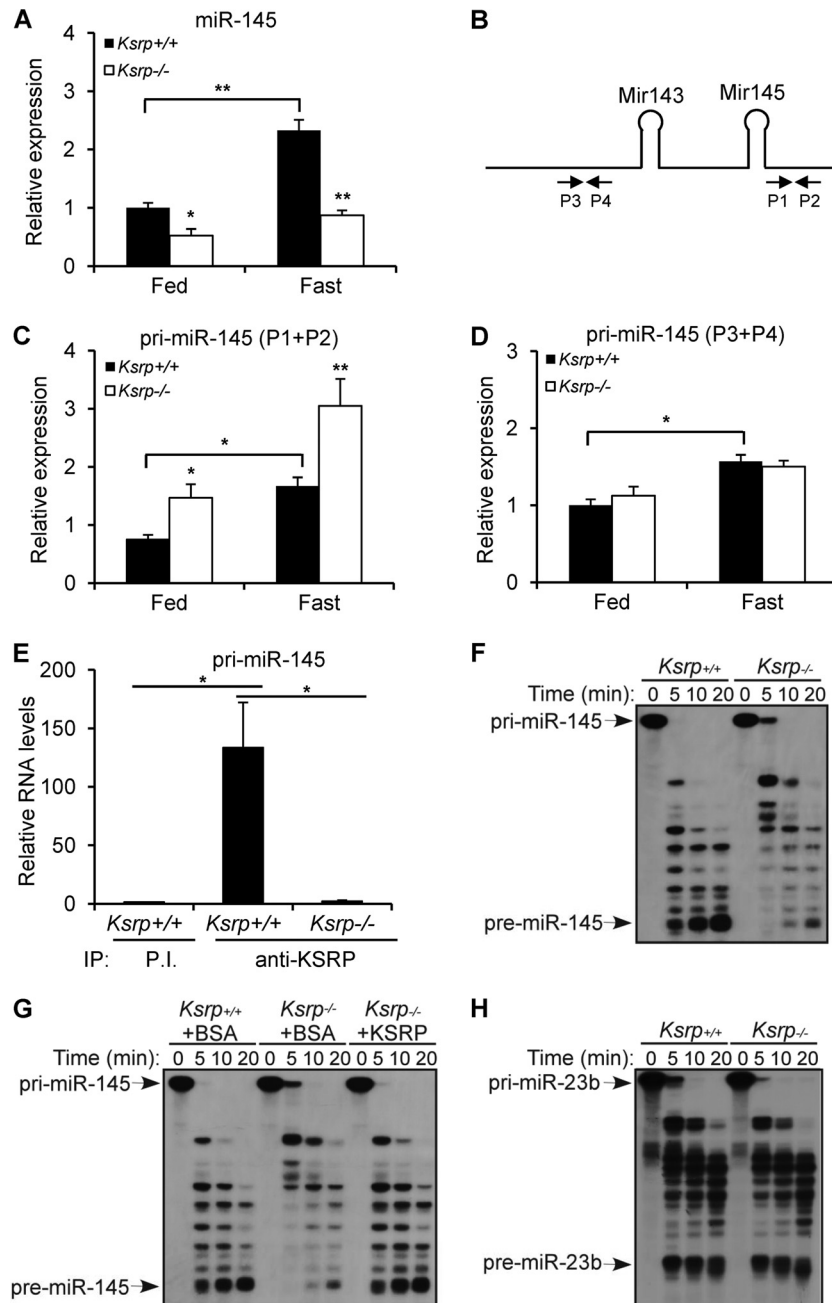 A
miR-145
Ksrp+/+
Ksrp-/-
Relative expression
4
3
2
1
0
**
*
**
Fed
Fast
B
Mir143
Mir145
P3
P4
P1
P2
C
pri-miR-145 (P1+P2)
Ksrp+/+
Ksrp-/-
Relative expression
4
3
2
1
0
*
*
**
Fed
Fast
D
pri-miR-145 (P3+P4)
Ksrp+/+
Ksrp-/-
Relative expression
3
2
1
0
*
Fed
Fast
E
pri-miR-145
Relative RNA levels
200
150
100
50
0
*
*
Ksrp+/+ Ksrp+/+ Ksrp-/-
IP: P.I. anti-KSRP
F
Ksrp+/+ Ksrp-/-
Time (min): 0 5 10 20 0 5 10 20
pri-miR-145
pre-miR-145
G
Ksrp+/+ Ksrp-/- Ksrp-/-
+BSA +BSA +KSRP
Time (min): 0 5 10 20 0 5 10 20 0 5 10 20
pri-miR-145
pre-miR-145
H
Ksrp+/+ Ksrp-/-
Time (min): 0 5 10 20 0 5 10 20
pri-miR-23b
pre-miR-23b